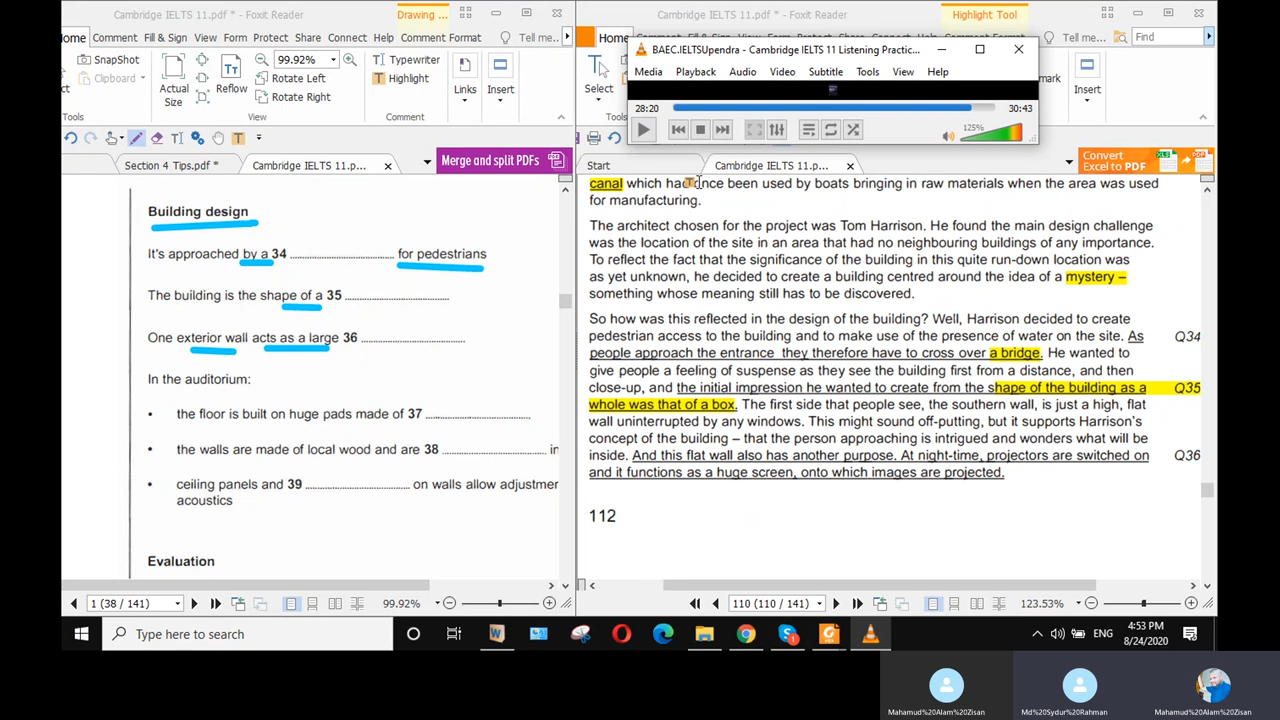 Cambridge IELTS 11.pdf * - Foxit Reader
Drawing ...
Cambridge IELTS 11.pdf * - Foxit Reader
Highlight Tool
ome Comment Fill & Sign Form Protect Share Comment Help Comment Format Tell me...
Home
Tell me...
Find
SnapShot
Clipboard
Actual Size
Reflow
99.92%
Rotate Left
Rotate Right
Typewriter
Highlight
Links
Insert
Tools
View
Comment
Select
Insert
Tools
BAEC.IELTSUpendra - Cambridge IELTS 11 Listening Practic...
Media Playback Audio Video Subtitle Tools View Help
28:20
30:43
125%
Section 4 Tips.pdf *
Cambridge IELTS 11.p...
Merge and split PDFs
Start
Cambridge IELTS 11.p...
Convert Excel to PDF
Building design
It's approached by a 34 .................................. for pedestrians
The building is the shape of a 35 ..................................
One exterior wall acts as a large 36 ..................................
In the auditorium:
• the floor is built on huge pads made of 37 ..................................
• the walls are made of local wood and are 38 .................................. in
• ceiling panels and 39 .................................. on walls allow adjustmen
acoustics
Evaluation
canal which had once been used by boats bringing in raw materials when the area was used
for manufacturing.
The architect chosen for the project was Tom Harrison. He found the main design challenge
was the location of the site in an area that had no neighbouring buildings of any importance.
To reflect the fact that the significance of the building in this quite run-down location was
as yet unknown, he decided to create a building centred around the idea of a mystery –
something whose meaning still has to be discovered.
So how was this reflected in the design of the building? Well, Harrison decided to create
pedestrian access to the building and to make use of the presence of water on the site. As Q34
people approach the entrance they therefore have to cross over a bridge. He wanted to
give people a feeling of suspense as they see the building first from a distance, and then
close-up, and the initial impression he wanted to create from the shape of the building as a Q35
whole was that of a box. The first side that people see, the southern wall, is just a high, flat
wall uninterrupted by any windows. This might sound off-putting, but it supports Harrison's
concept of the building – that the person approaching is intrigued and wonders what will be
inside. And this flat wall also has another purpose. At night-time, projectors are switched on Q36
and it functions as a huge screen, onto which images are projected.
112
1 (38 / 141)
99.92%
110 (110 / 141)
123.53%
Type here to search
ENG
4:53 PM
8/24/2020
Mahamud%20Alam%20Zisan
Md%20Sydur%20Rahman
Mahamud%20Alam%20Zisan